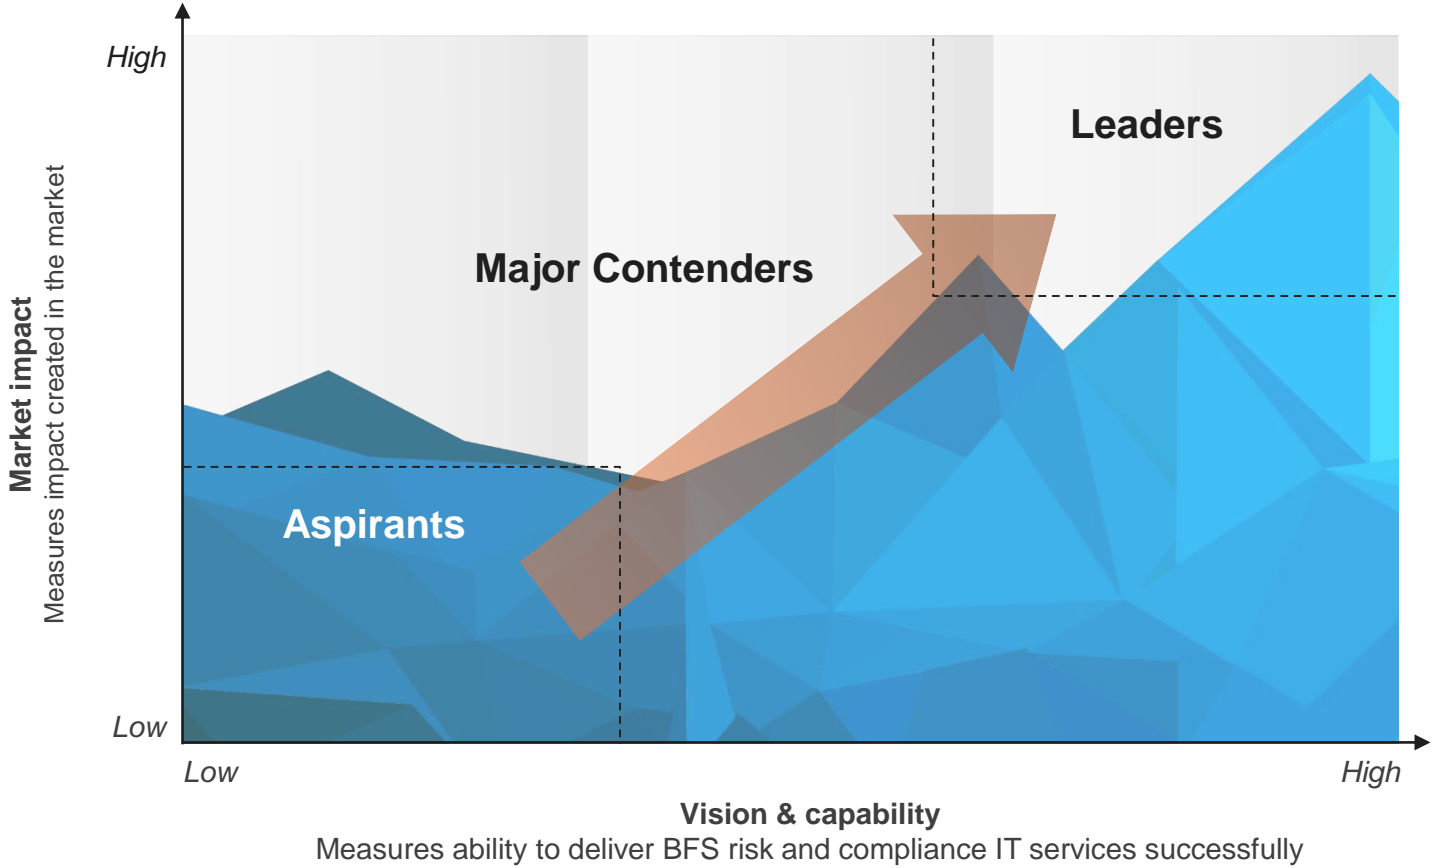 High
Leaders
Major Contenders
Market impact
Measures impact created in the market
Aspirants
Low
Low
High
Vision & capability
Measures ability to deliver BFS risk and compliance IT services successfully